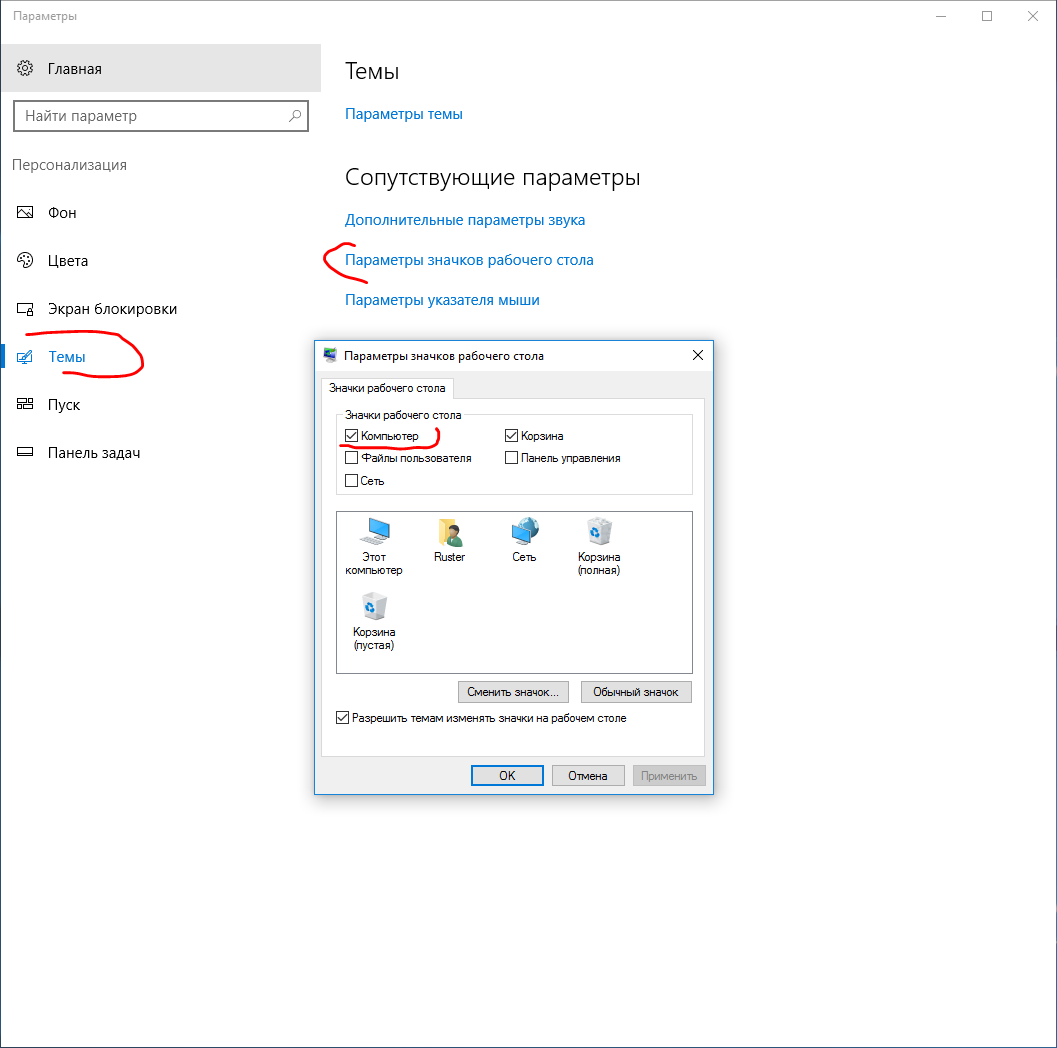 Параметры
Главная
Найти параметр
Персонализация
Фон
Цвета
Экран блокировки
Темы
Пуск
Панель задач
Темы
Параметры темы
Сопутствующие параметры
Дополнительные параметры звука
Параметры значков рабочего стола
Параметры указателя мыши
Параметры значков рабочего стола
Значки рабочего стола
Значки рабочего стола
Компьютер
Корзина
Файлы пользователя
Панель управления
Сеть
Этот
компьютер
Ruster
Сеть
Корзина
(полная)
Корзина
(пустая)
Сменить значок...
Обычный значок
Разрешить темам изменять значки на рабочем столе
ОК
Отмена
Применить